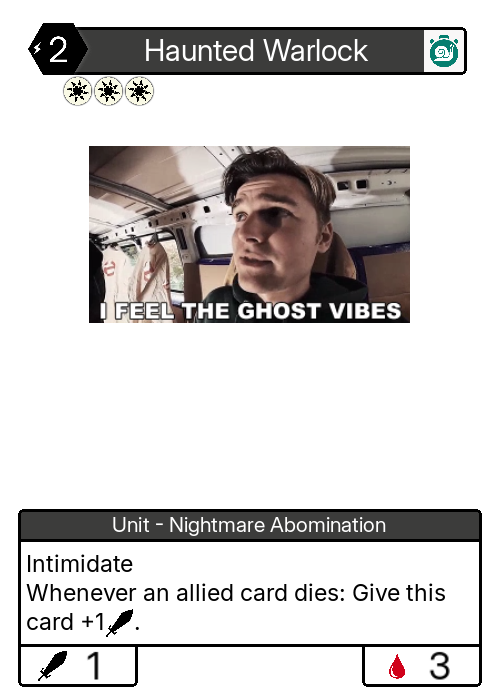 2
Haunted Warlock
I FEEL THE GHOST VIBES
Unit - Nightmare Abomination
Intimidate
Whenever an allied card dies: Give this
card +1.
1
3